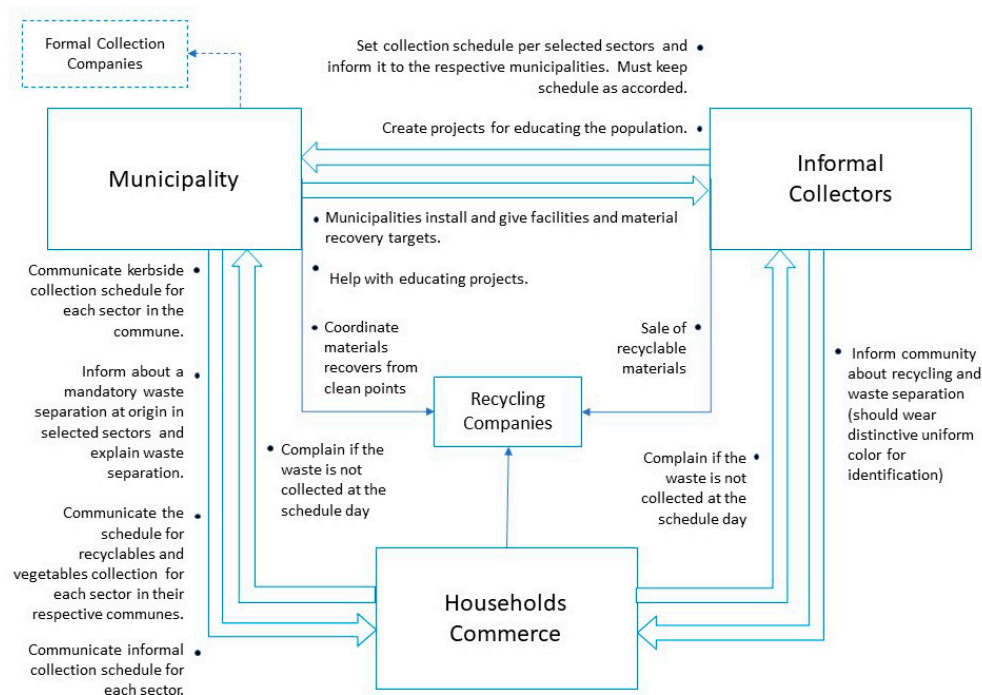 Formal Collection
Companies
Set collection schedule per selected sectors and •
inform it to the respective municipalities. Must keep
schedule as accorded.
Create projects for educating the population. •
Municipality
Informal
Collectors
• Municipalities install and give facilities and material
recovery targets.
• Help with educating projects.
Communicate kerbside •
collection schedule for
each sector in the
commune.
• Coordinate
materials
recovers from
clean points
Sale of •
recyclable
materials
• Inform community
about recycling and
waste separation
(should wear
distinctive uniform
color for
identification)
Inform about a •
mandatory waste
separation at origin in
selected sectors and
explain waste
separation.
Recycling
Companies
• Complain if the
waste is not
collected at the
schedule day
Complain if the •
waste is not
collected at the
schedule day
Communicate the •
schedule for
recyclables and
vegetables collection for
each sector in their
respective communes.
Households
Commerce
Communicate informal •
collection schedule for
each sector.